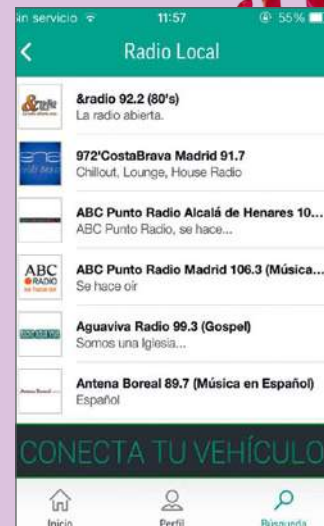 Sin servicio 11:57 55%
Radio Local
&radio 92.2 (80's)
La radio abierta.
972'CostaBrava Madrid 91.7
Chillout, Lounge, House Radio
ABC Punto Radio Alcalá de Henares 10...
ABC Punto Radio, se hace...
ABC
RADIO
ABC Punto Radio Madrid 106.3 (Música...
Se hace oír
Aguaviva Radio 99.3 (Gospel)
Somos una Iglesia...
Antena Boreal 89.7 (Música en Español)
Español
CONECTA TU VEHÍCULO
Inicio Perfil Búsqueda